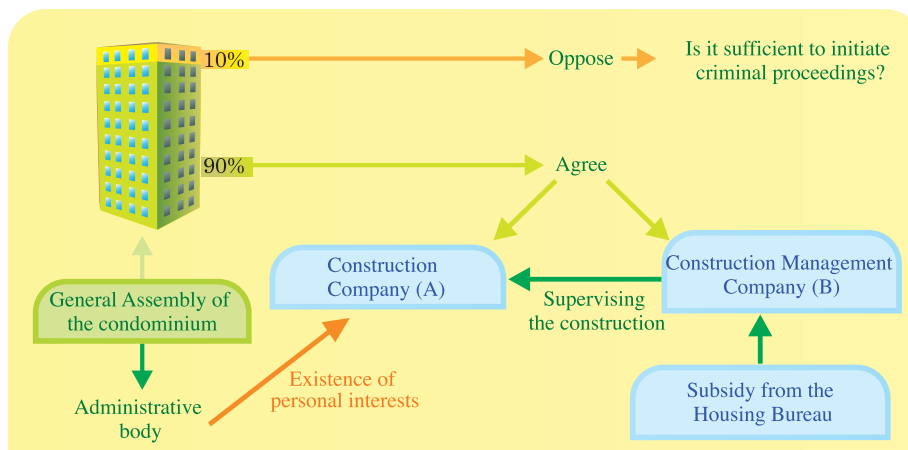 10%
Oppose
Is it sufficient to initiate
criminal proceedings?
90%
Agree
General Assembly of
the condominium
Construction
Company (A)
Construction Management
Company (B)
Supervising
the construction
Existence of
personal interests
Administrative
body
Subsidy from the
Housing Bureau